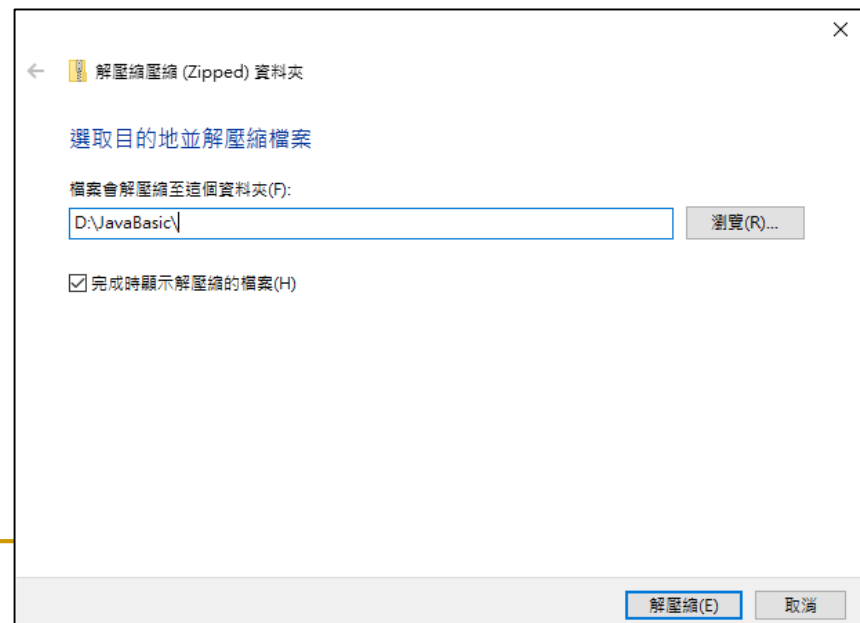 解壓縮壓縮 (Zipped) 資料夾
選取目的地並解壓縮檔案
檔案會解壓縮至這個資料夾(F):
D:\JavaBasic\
瀏覽(R)...
完成時顯示解壓縮的檔案(H)
解壓縮(E)
取消